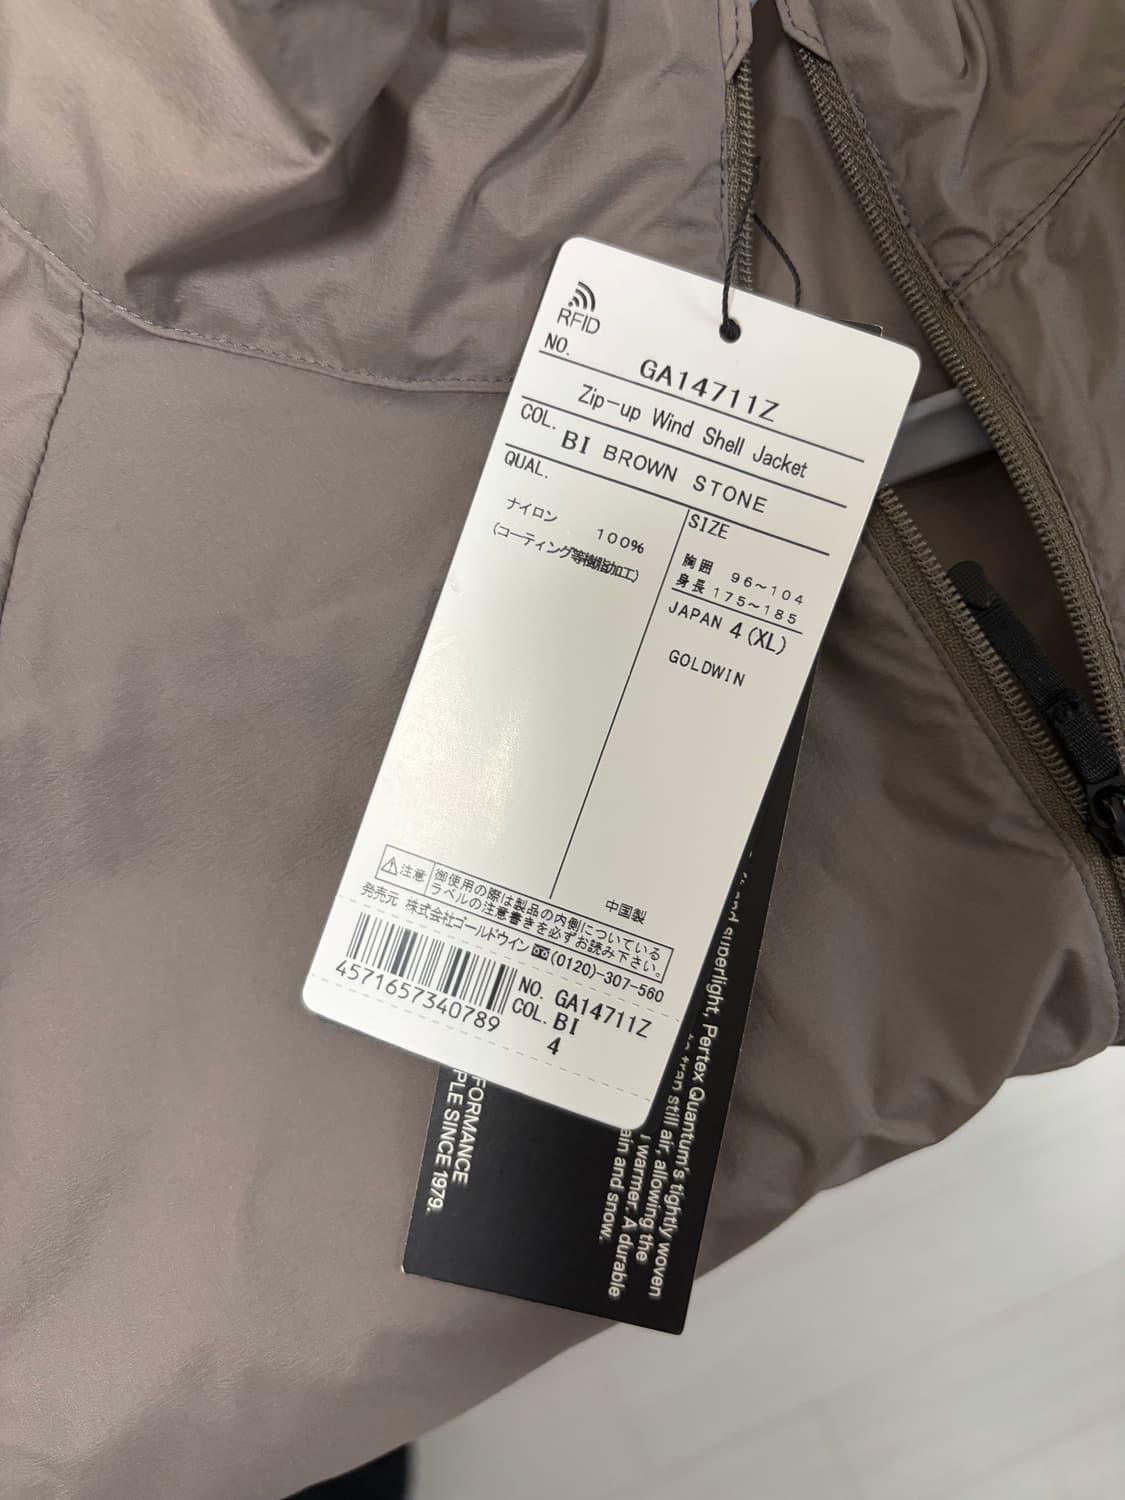 RFID
NO. GA14711Z
Zip-up Wind Shell Jacket
COL. BI BROWN STONE
QUAL.
ナイロン 100%
(コーティング等樹脂加工)
SIZE
胸囲 96~104
身長 175~185
JAPAN 4 (XL)
GOLDWIN
中国製
注意 御使用の際は製品の内側についている
ラベルの注意書きを必ずお読み下さい。
発売元 株式会社ゴールドウイン (0120)-307-560
4571657340789
NO. GA14711Z
COL. BI
4
superlight, Pertex Quantum's tightly woven
still air, allowing the
warmer. A durable
and snow.
FORMANCE
PLE SINCE 1979.